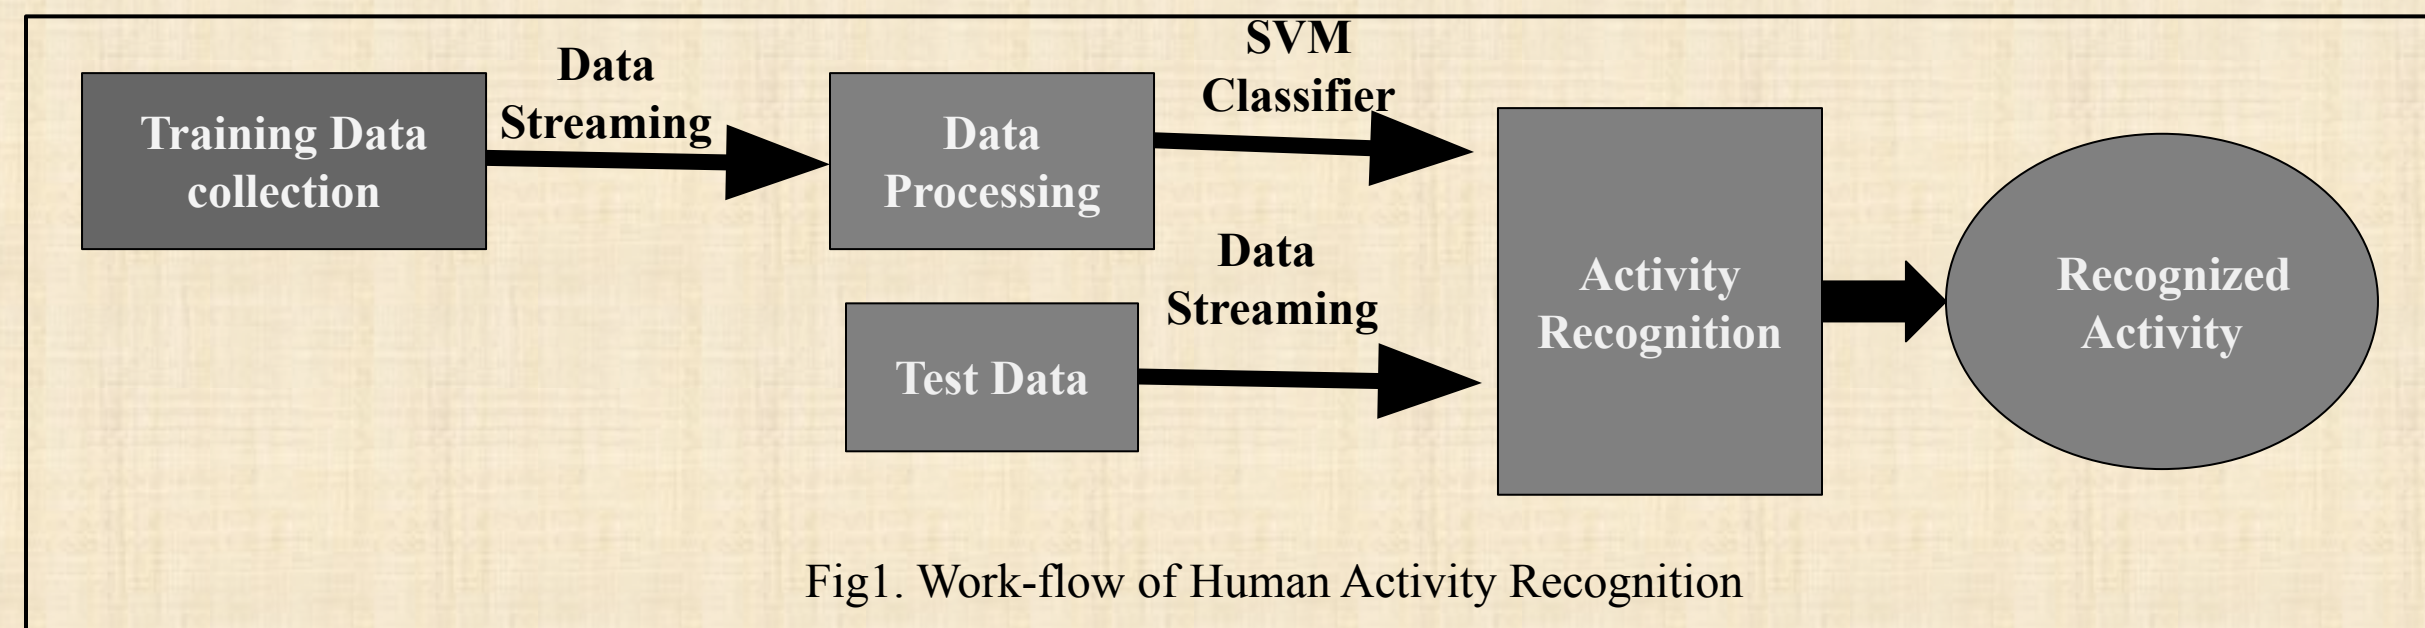 Training Data
collection
Data
Streaming
Data
Processing
SVM
Classifier
Test Data
Data
Streaming
Activity
Recognition
Recognized
Activity
Fig1. Work-flow of Human Activity Recognition